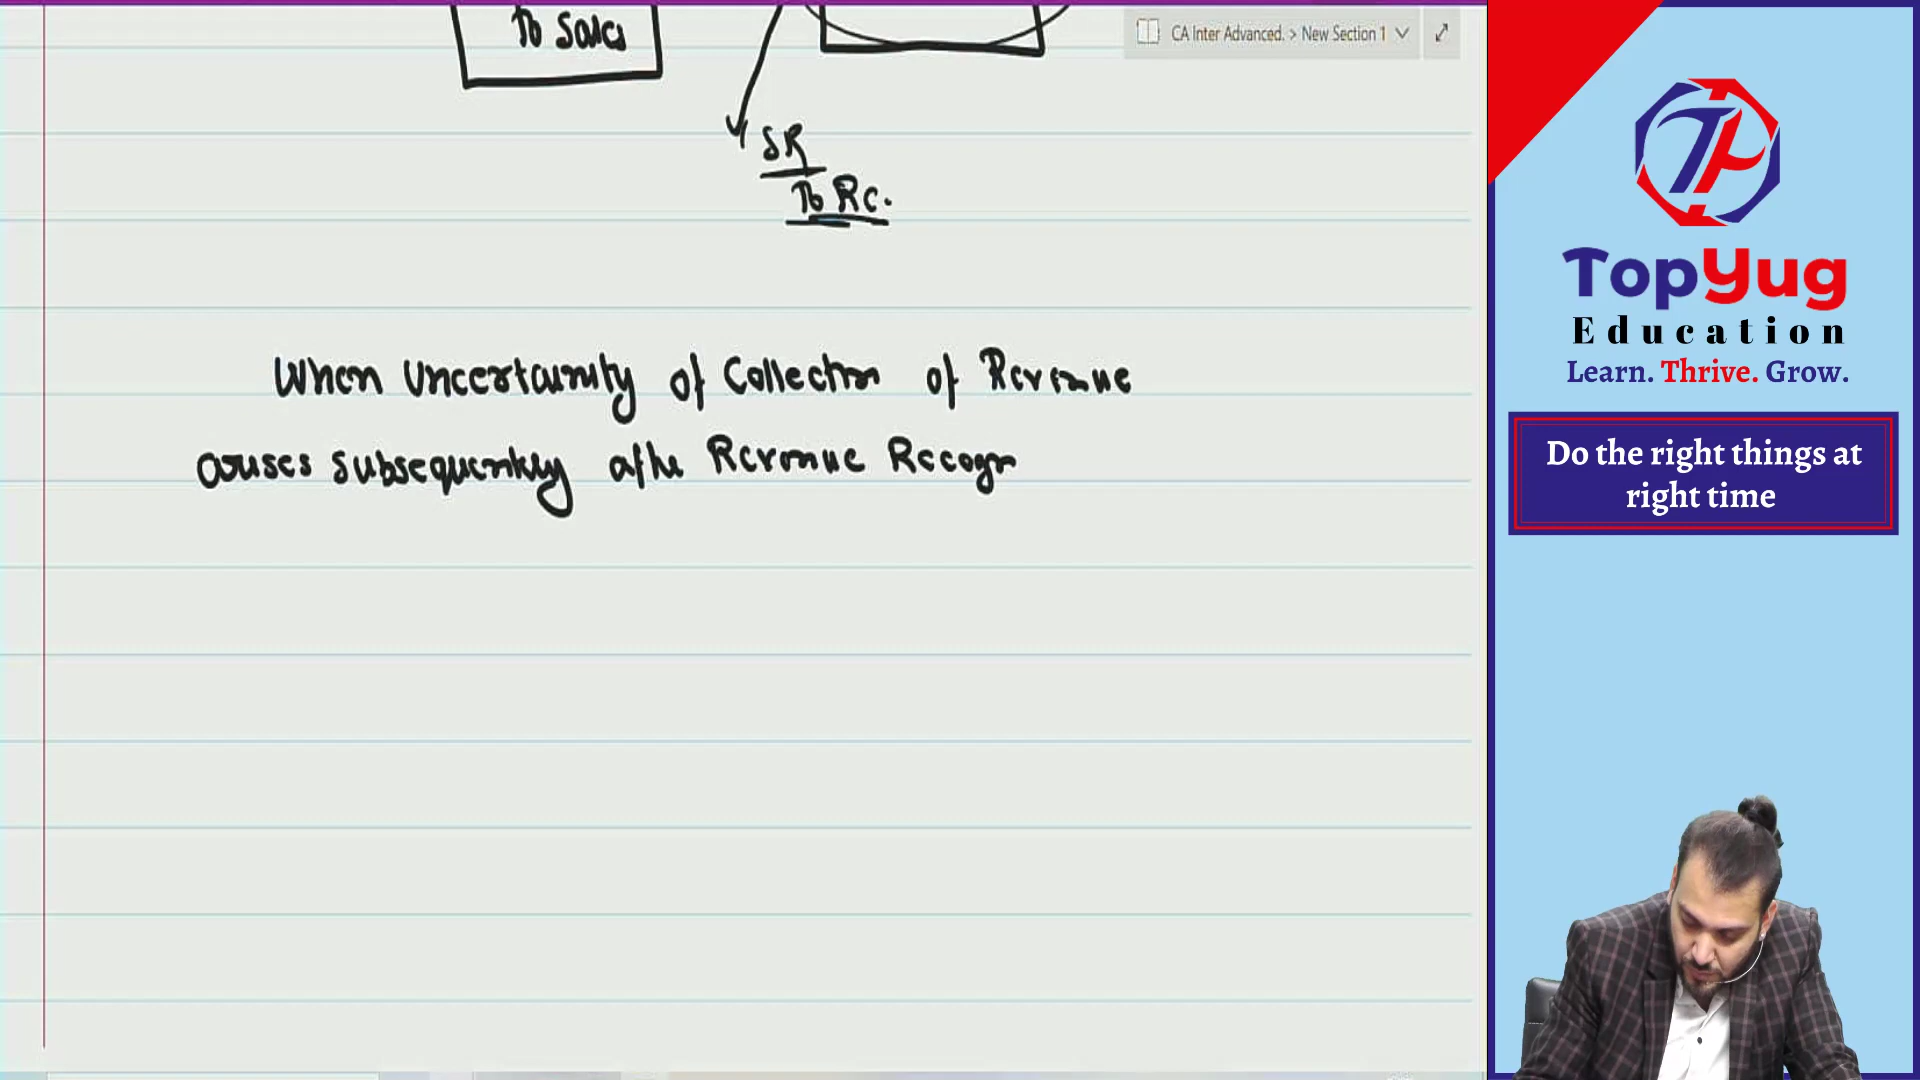 To Sales
CA Inter Advanced. > New Section 1
SR
To Rc.
When Uncertainity of Collection of Revenue
arises subsequently after Revenue Recogn
TopYug
Education
Learn. Thrive. Grow.
Do the right things at
right time